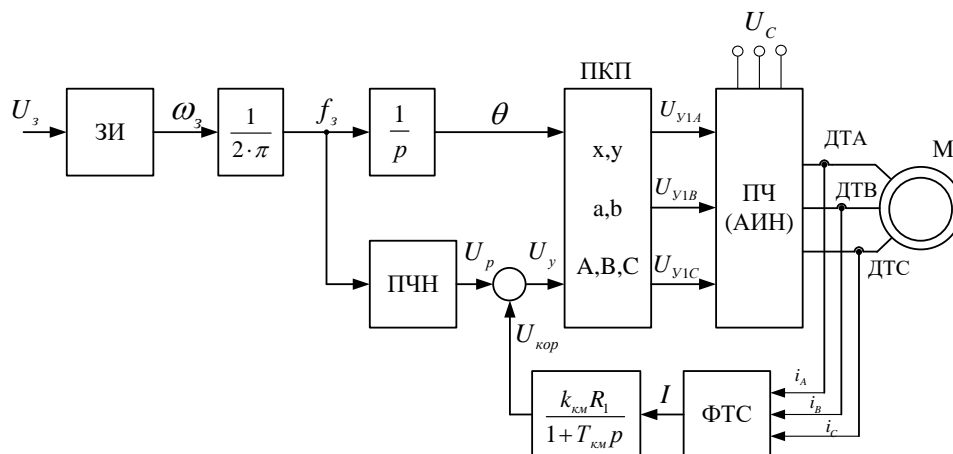 U_С
ПКП
U_з
ЗИ
ω_з
1
2·π
f_з
1
p
θ
x,y
a,b
A,B,C
U_У1A
U_У1B
U_У1C
ПЧ
(АИН)
ДТА
ДТВ
ДТС
М
ПЧН
U_p
U_y
U_кор
k_км R_1
1+T_км p
I
ФТС
i_A
i_B
i_C